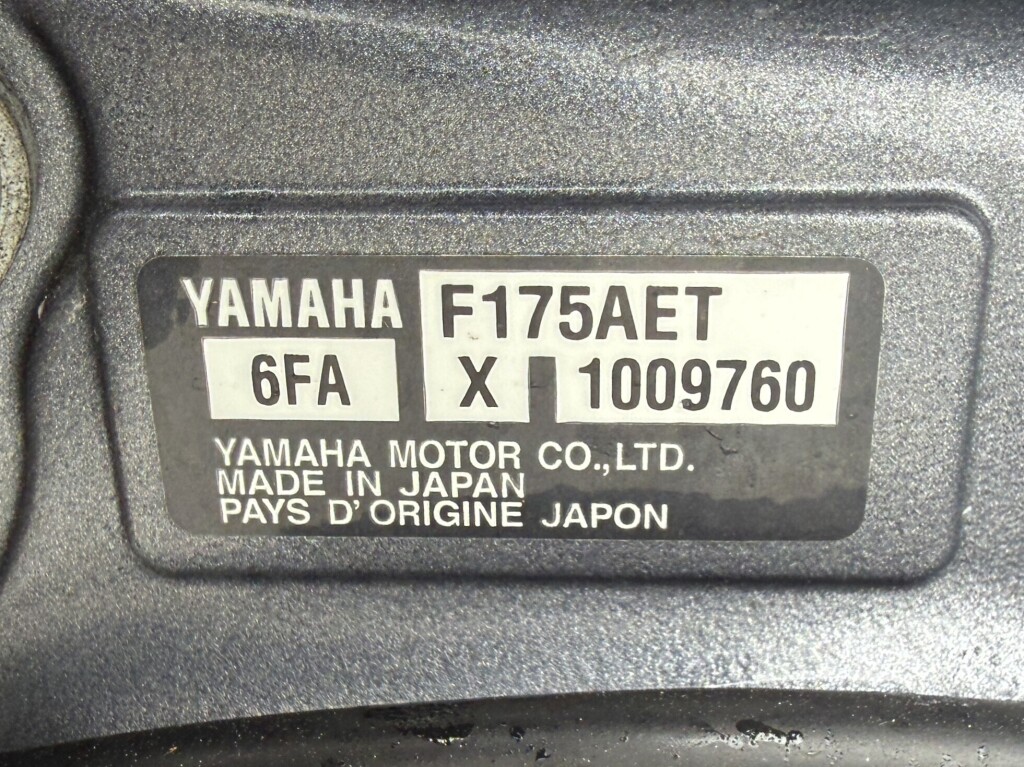 YAMAHA F175AET
6FA X 1009760
YAMAHA MOTOR CO.,LTD.
MADE IN JAPAN
PAYS D'ORIGINE JAPON